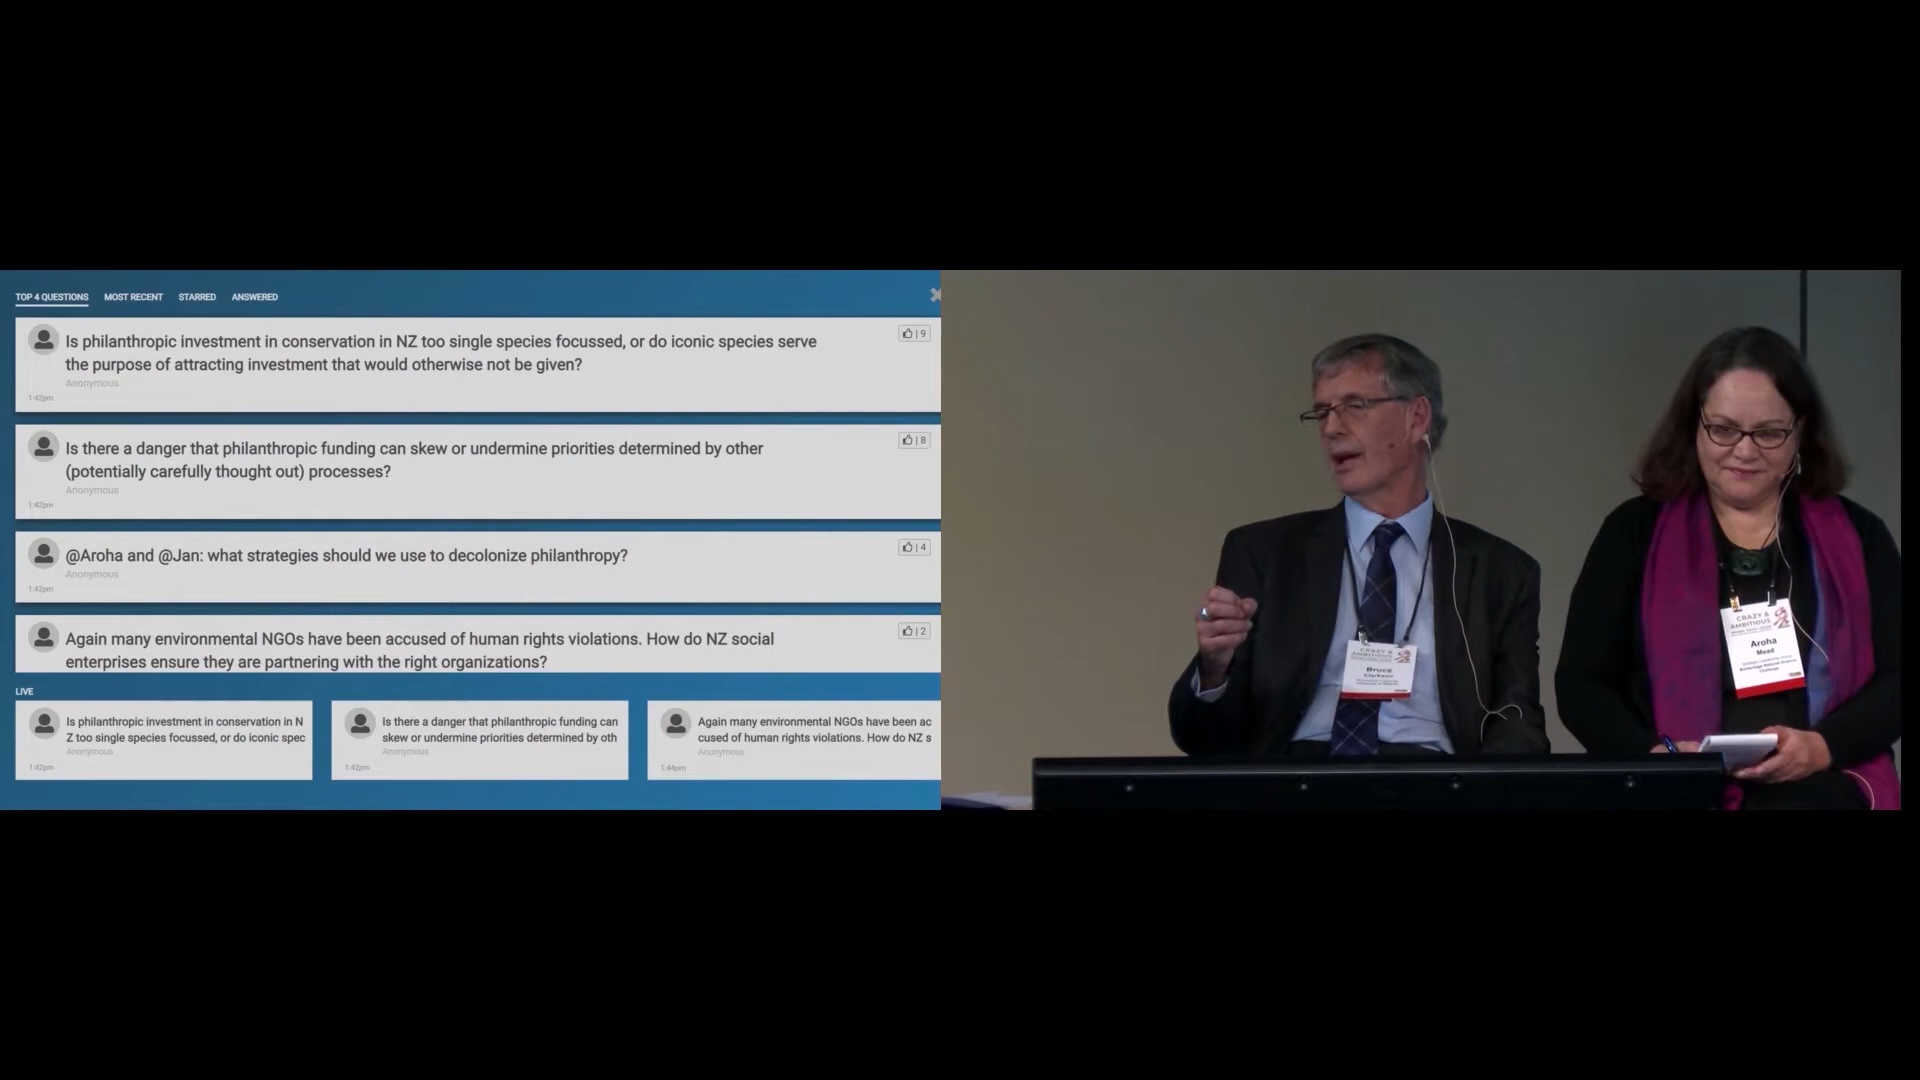 TOP 4 QUESTIONS
MOST RECENT
STARRED
ANSWERED
Is philanthropic investment in conservation in NZ too single species focussed, or do iconic species serve
the purpose of attracting investment that would otherwise not be given?
Anonymous
1:42pm
9
Is there a danger that philanthropic funding can skew or undermine priorities determined by other
(potentially carefully thought out) processes?
Anonymous
1:42pm
8
@Aroha and @Jan: what strategies should we use to decolonize philanthropy?
Anonymous
1:42pm
4
Again many environmental NGOs have been accused of human rights violations. How do NZ social
enterprises ensure they are partnering with the right organizations?
2
LIVE
Is philanthropic investment in conservation in N
Z too single species focussed, or do iconic spec
Anonymous
1:42pm
Is there a danger that philanthropic funding can
skew or undermine priorities determined by oth
Anonymous
1:42pm
Again many environmental NGOs have been ac
cused of human rights violations. How do NZ s
Anonymous
1:44pm
CRAZY &
AMBITIOUS
Bruce
Clarkson
CRAZY &
AMBITIOUS
Aroha
Mead